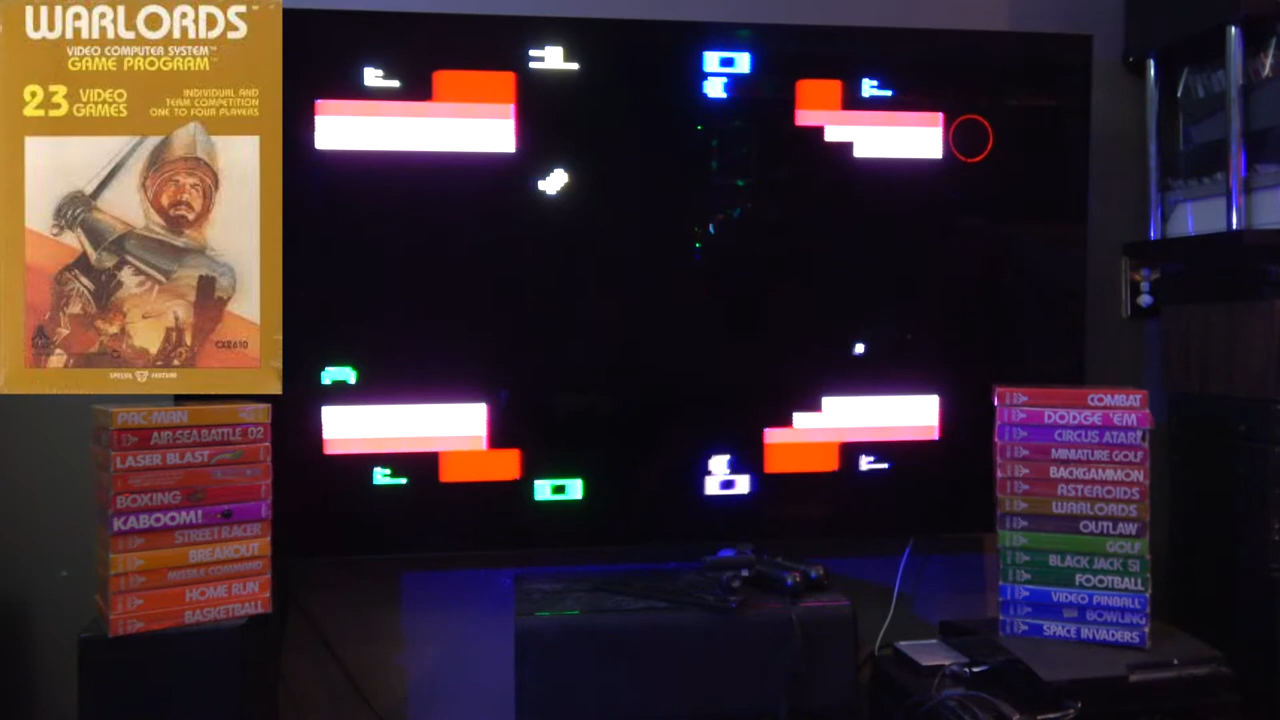 WARLORDS™
VIDEO COMPUTER SYSTEM™
GAME PROGRAM™
23 VIDEO GAMES
INDIVIDUAL AND
TEAM COMPETITION
ONE TO FOUR PLAYERS
CX2610
PAC-MAN
AIR-SEA BATTLE 02
LASER BLAST
BOXING
KABOOM!
STREET RACER
BREAKOUT
MISSILE COMMAND
HOME RUN
BASKETBALL
COMBAT
DODGE 'EM
CIRCUS ATARI
MINIATURE GOLF
BACKGAMMON
ASTEROIDS
WARLORDS
OUTLAW
GOLF
BLACK JACK 51
FOOTBALL
VIDEO PINBALL
BOWLING
SPACE INVADERS